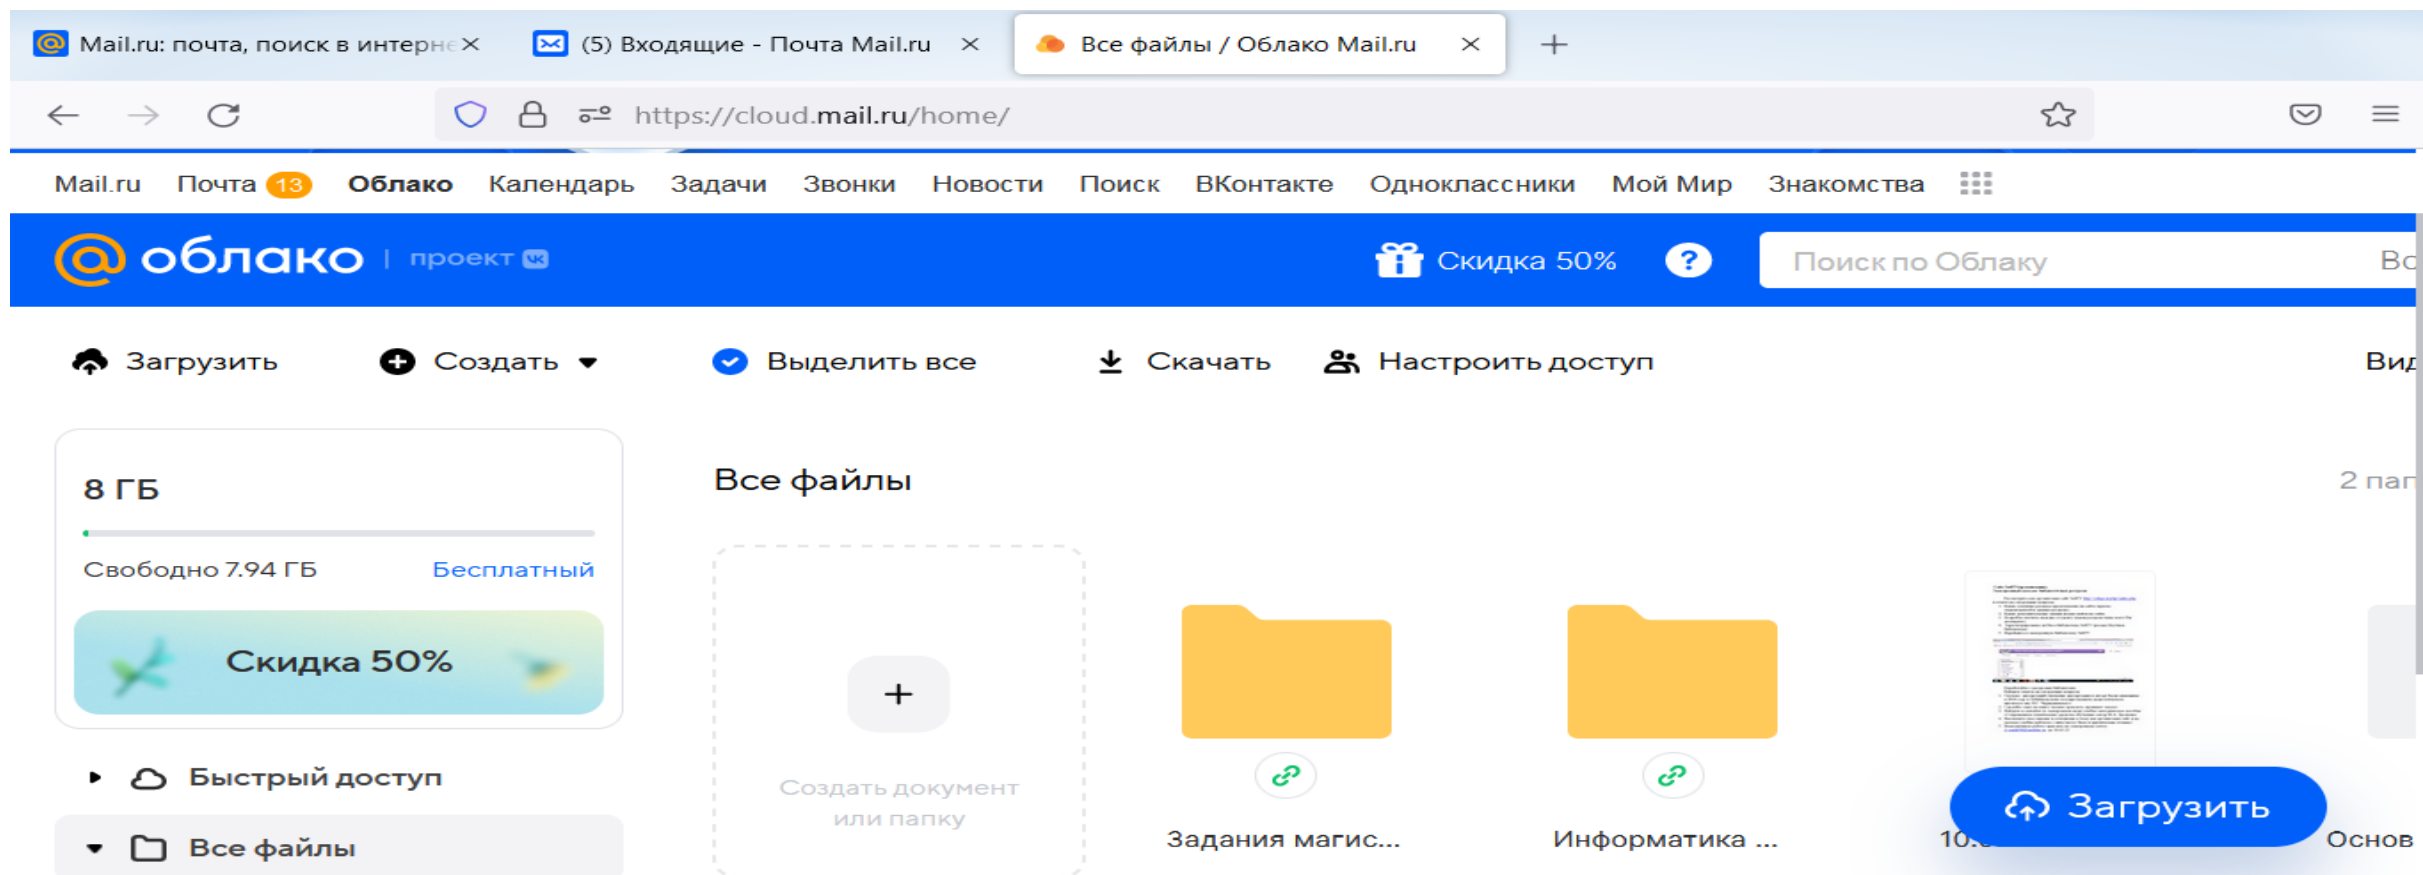 Mail.ru: почта, поиск в интерне
(5) Входящие - Почта Mail.ru
Все файлы / Облако Mail.ru
https://cloud.mail.ru/home/
Mail.ru Почта 13 Облако Календарь Задачи Звонки Новости Поиск ВКонтакте Одноклассники Мой Мир Знакомства
облако | проект
Скидка 50%
?
Поиск по Облаку
Загрузить
Создать
Выделить все
Скачать
Настроить доступ
8 ГБ
Свободно 7.94 ГБ
Бесплатный
Скидка 50%
Быстрый доступ
Все файлы
Все файлы
2
Создать документ
или папку
Задания магис...
Информатика ...
Загрузить
Основ